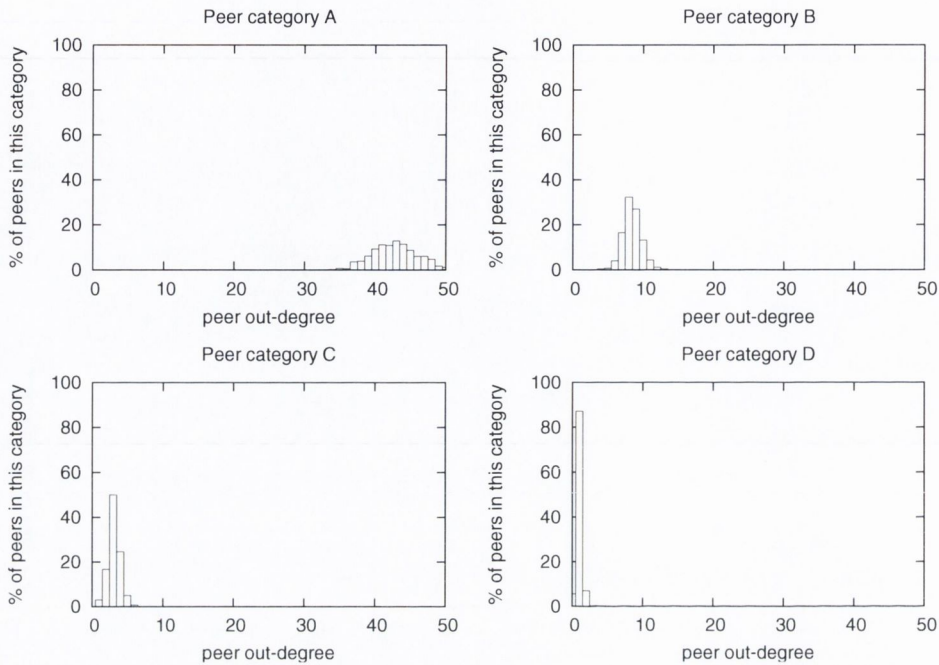 Peer category A
% of peers in this category
100
80
60
40
20
0
0 10 20 30 40 50
peer out-degree
Peer category B
% of peers in this category
100
80
60
40
20
0
0 10 20 30 40 50
peer out-degree
Peer category C
% of peers in this category
100
80
60
40
20
0
0 10 20 30 40 50
peer out-degree
Peer category D
% of peers in this category
100
80
60
40
20
0
0 10 20 30 40 50
peer out-degree